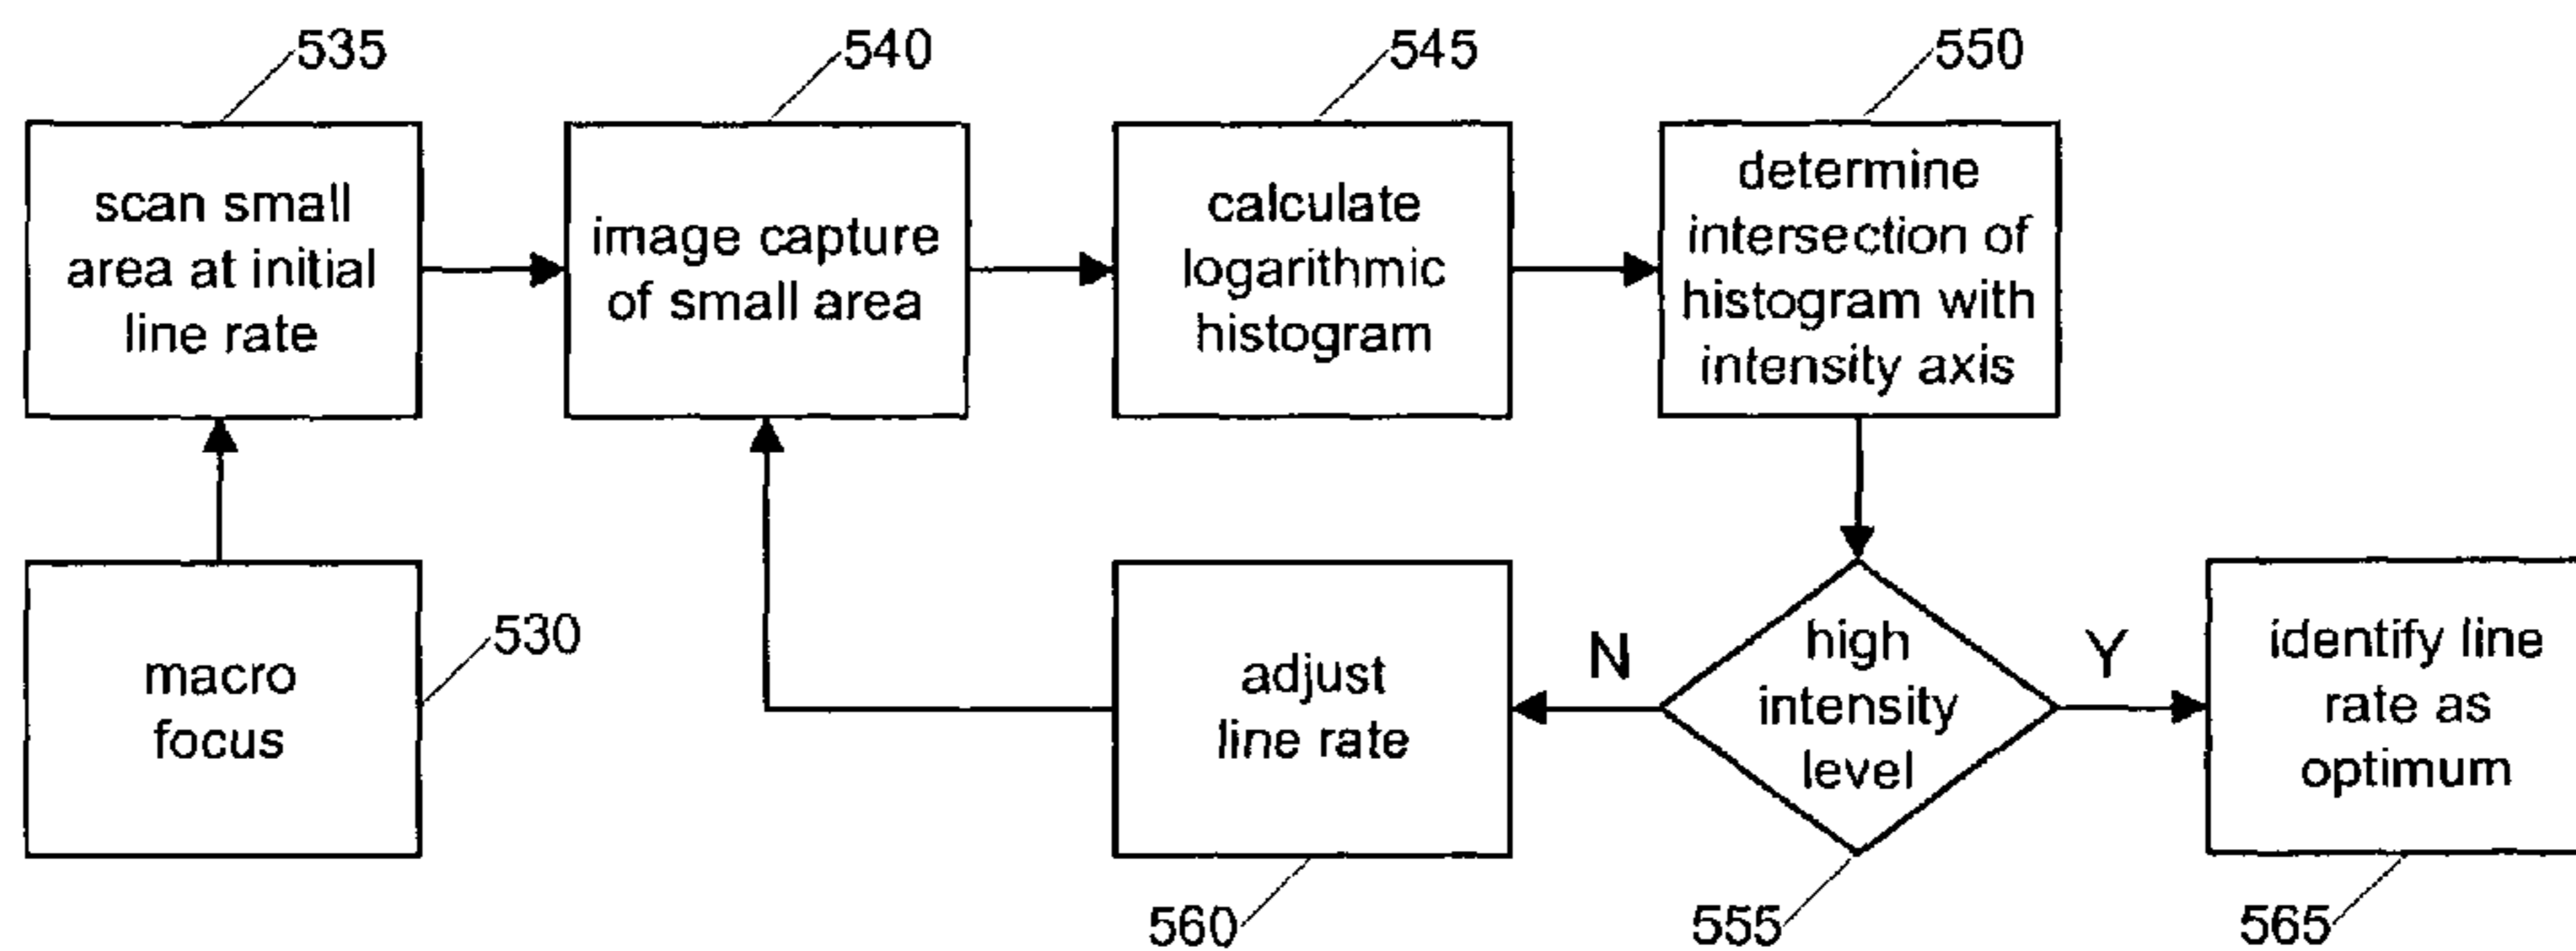 535
540
545
550
scan small
area at initial
line rate
image capture
of small area
calculate
logarithmic
histogram
determine
intersection of
histogram with
intensity axis
530
macro
focus
adjust
line rate
N
high
intensity
level
Y
identify line
rate as
optimum
560
555
565